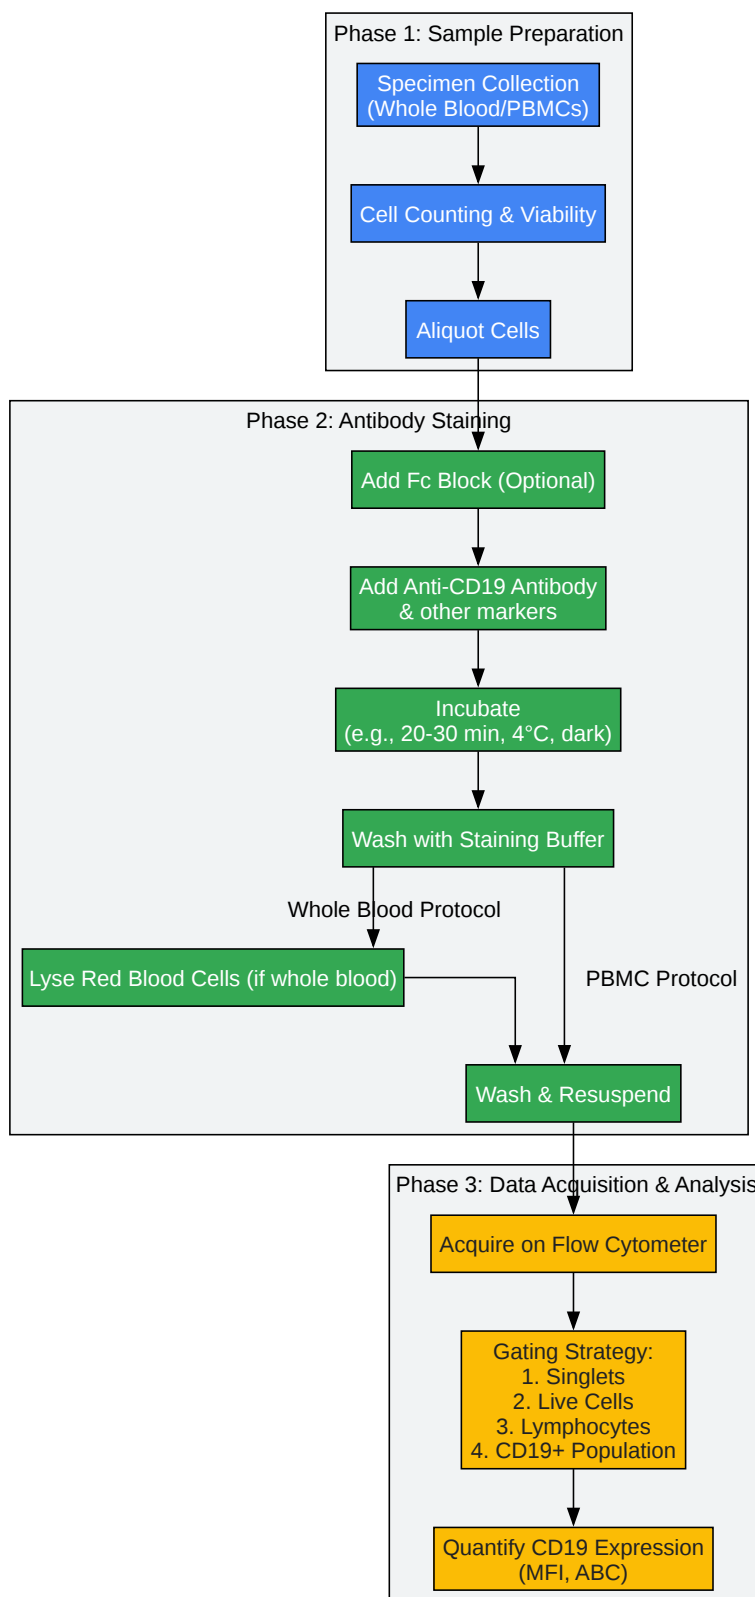 Phase 1: Sample Preparation
Specimen Collection
(Whole Blood/PBMCs)
Cell Counting & Viability
Aliquot Cells
Phase 2: Antibody Staining
Add Fc Block (Optional)
Add Anti-CD19 Antibody
& other markers
Incubate
(e.g., 20-30 min, 4°C, dark)
Wash with Staining Buffer
Whole Blood Protocol
Lyse Red Blood Cells (if whole blood)
PBMC Protocol
Wash & Resuspend
Phase 3: Data Acquisition & Analysis
Acquire on Flow Cytometer
Gating Strategy:
1. Singlets
2. Live Cells
3. Lymphocytes
4. CD19+ Population
Quantify CD19 Expression
(MFI, ABC)